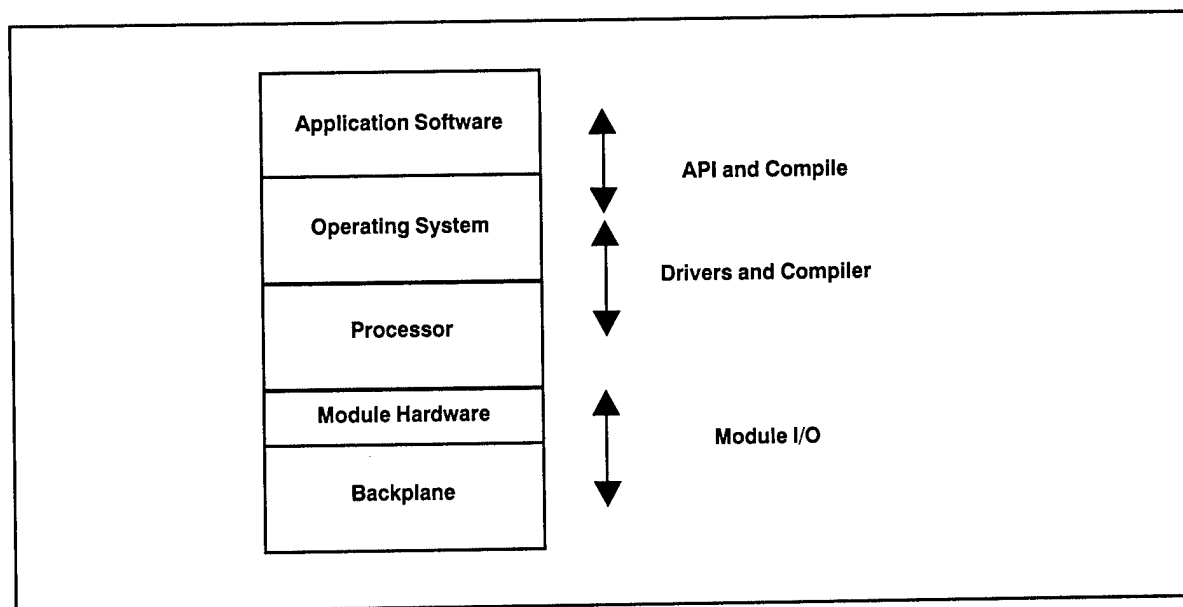 Application Software
API and Compile
Operating System
Drivers and Compiler
Processor
Module Hardware
Module I/O
Backplane